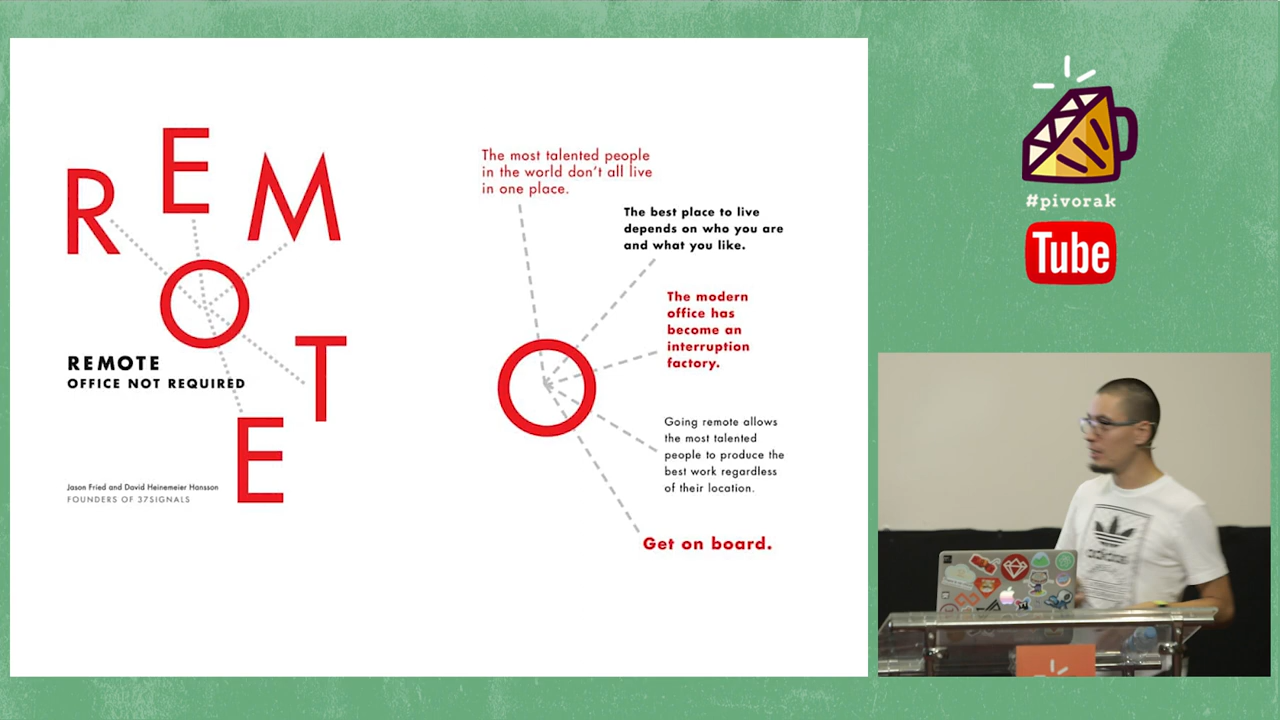 R E M O T E
REMOTE
OFFICE NOT REQUIRED
Jason Fried and David Heinemeier Hansson
FOUNDERS OF 37SIGNALS
The most talented people
in the world don't all live
in one place.
The best place to live
depends on who you are
and what you like.
The modern
office has
become an
interruption
factory.
Going remote allows
the most talented
people to produce the
best work regardless
of their location.
Get on board.
#pivorak
Tube
adidas